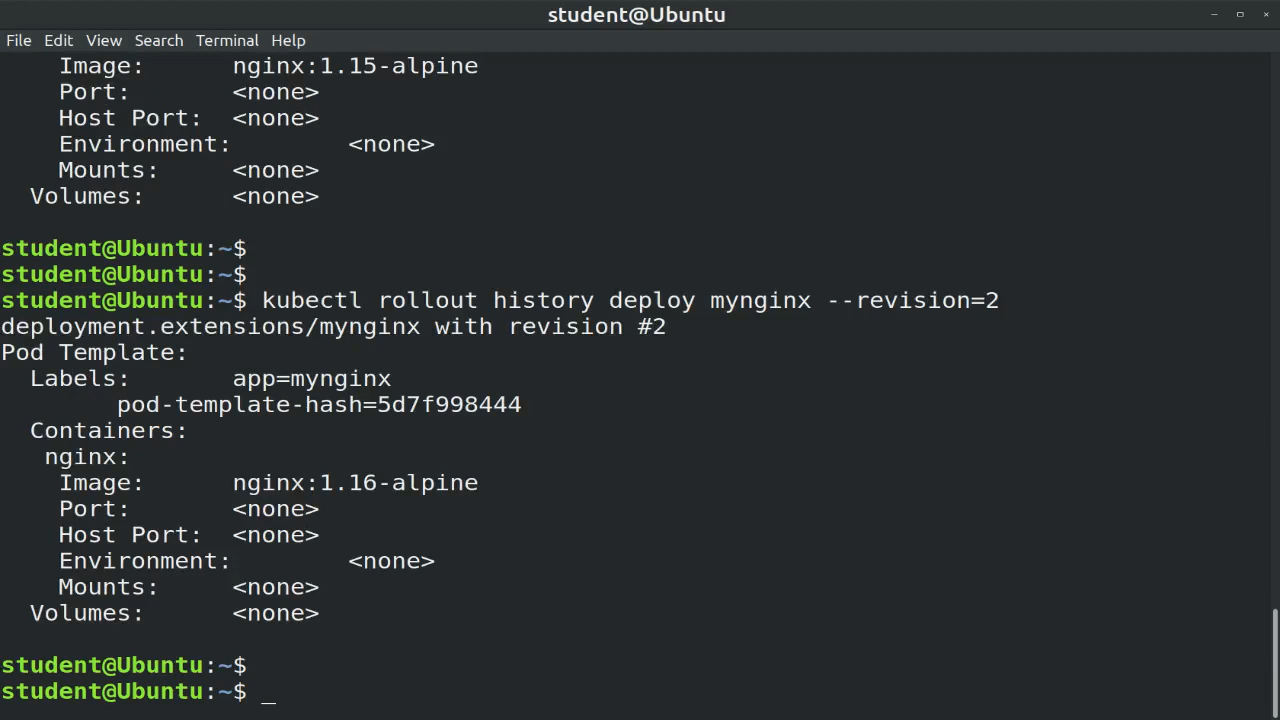 student@Ubuntu
File Edit View Search Terminal Help
Image: nginx:1.15-alpine
Port: <none>
Host Port: <none>
Environment: <none>
Mounts: <none>
Volumes: <none>
student@Ubuntu:~$
student@Ubuntu:~$
student@Ubuntu:~$ kubectl rollout history deploy mynginx --revision=2
deployment.extensions/mynginx with revision #2
Pod Template:
Labels: app=mynginx
pod-template-hash=5d7f998444
Containers:
nginx:
Image: nginx:1.16-alpine
Port: <none>
Host Port: <none>
Environment: <none>
Mounts: <none>
Volumes: <none>
student@Ubuntu:~$
student@Ubuntu:~$ _